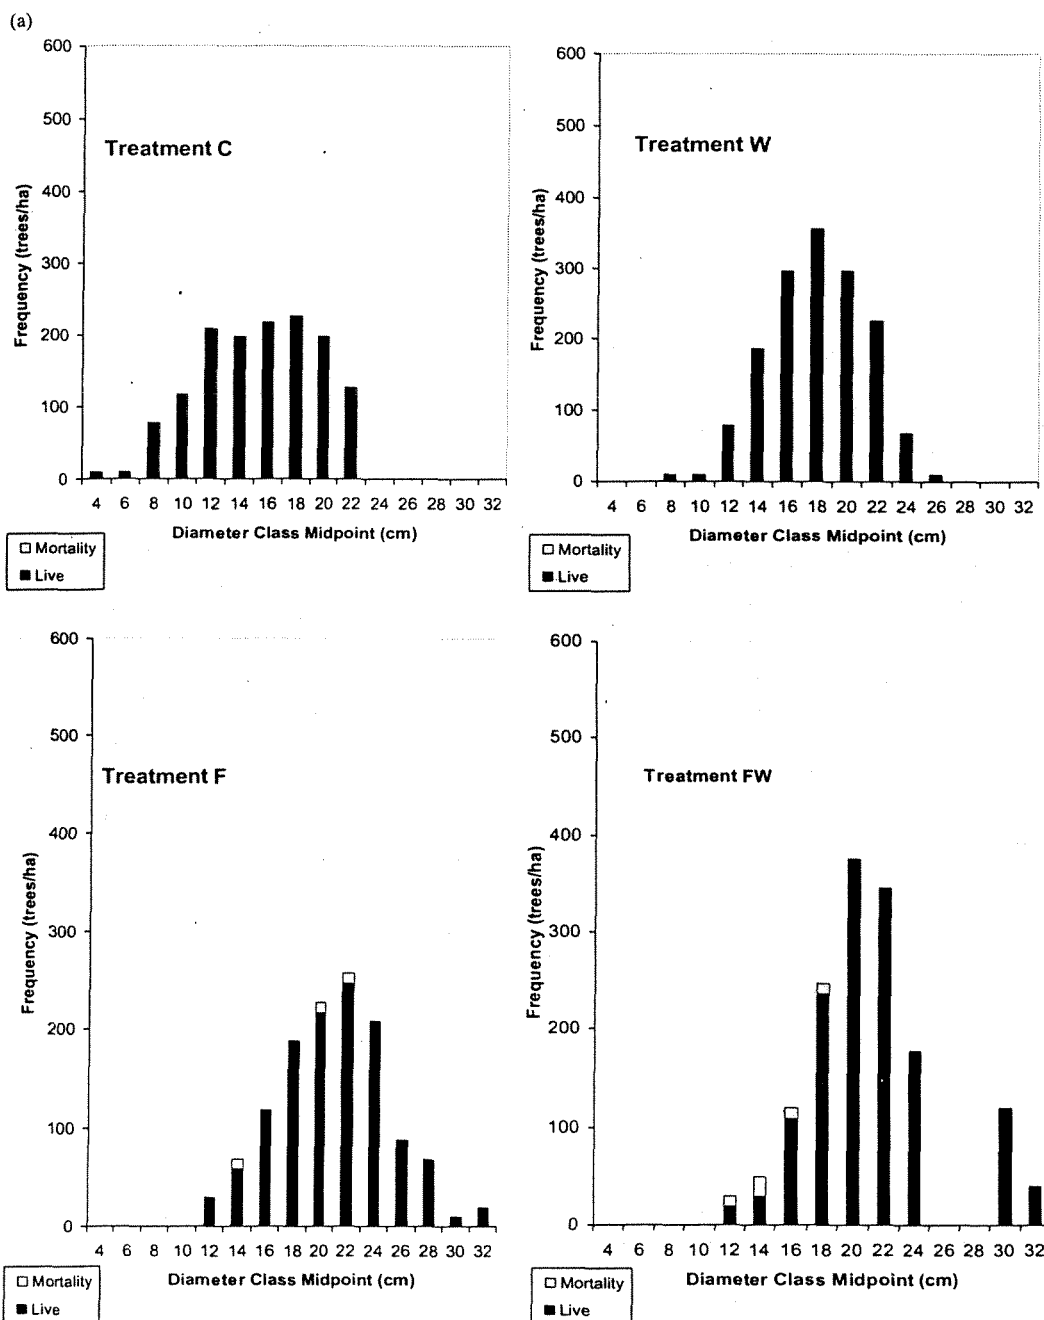 (a)
600
500
400
300
200
100
0
Frequency (trees/ha)
Treatment C
4 6 8 10 12 14 16 18 20 22 24 26 28 30 32
Diameter Class Midpoint (cm)
Mortality
Live
600
500
400
300
200
100
0
Frequency (trees/ha)
Treatment W
4 6 8 10 12 14 16 18 20 22 24 26 28 30 32
Diameter Class Midpoint (cm)
Mortality
Live
600
500
400
300
200
100
0
Frequency (trees/ha)
Treatment F
4 6 8 10 12 14 16 18 20 22 24 26 28 30 32
Diameter Class Midpoint (cm)
Mortality
Live
600
500
400
300
200
100
0
Frequency (trees/ha)
Treatment FW
4 6 8 10 12 14 16 18 20 22 24 26 28 30 32
Diameter Class Midpoint (cm)
Mortality
Live